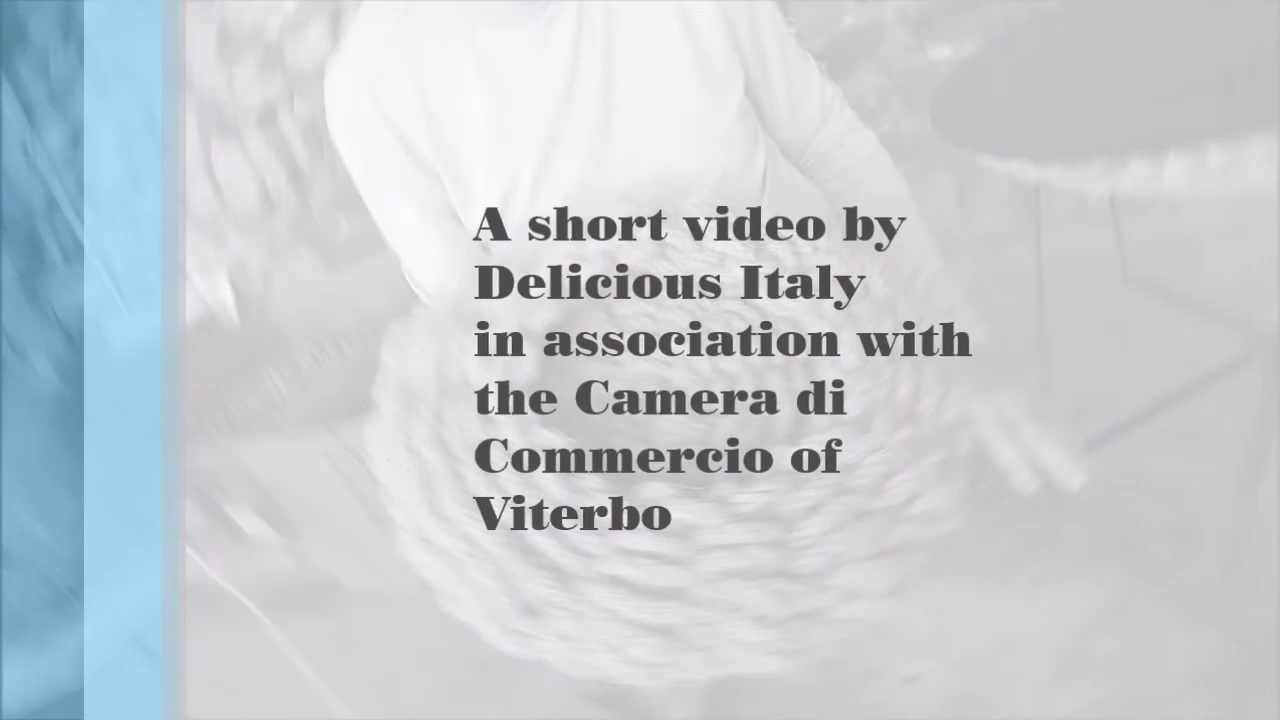 A short video by
Delicious Italy
in association with
the Camera di
Commercio of
Viterbo